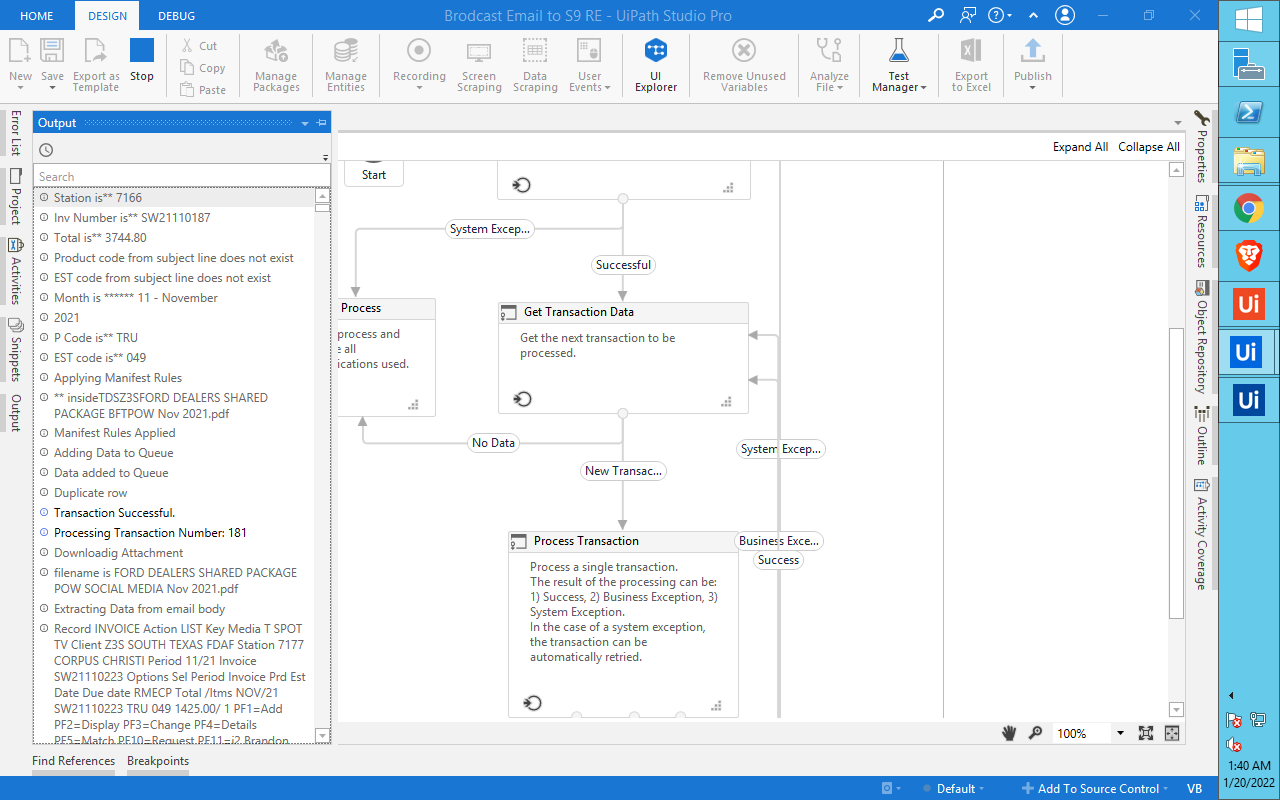 HOME
DESIGN
DEBUG
Brodcast Email to S9 RE - UiPath Studio Pro
New
Save
Export as
Template
Stop
Cut
Copy
Paste
Manage
Packages
Manage
Entities
Recording
Screen
Scraping
Data
Scraping
User
Events
UI
Explorer
Remove Unused
Variables
Analyze
File
Test
Manager
Export
to Excel
Publish
Error List
Project
Activities
Snippets
Output
Output
Search
Station is** 7166
Inv Number is** SW21110187
Total is** 3744.80
Product code from subject line does not exist
EST code from subject line does not exist
Month is ****** 11 - November
2021
P Code is** TRU
EST code is** 049
Applying Manifest Rules
** insideTDSZ3SFORD DEALERS SHARED
PACKAGE BFTPOW Nov 2021.pdf
Manifest Rules Applied
Adding Data to Queue
Data added to Queue
Duplicate row
Transaction Successful.
Processing Transaction Number: 181
Downloadig Attachment
filename is FORD DEALERS SHARED PACKAGE
POW SOCIAL MEDIA Nov 2021.pdf
Extracting Data from email body
Record INVOICE Action LIST Key Media T SPOT
TV Client Z3S SOUTH TEXAS FDAF Station 7177
CORPUS CHRISTI Period 11/21 Invoice
SW21110223 Options Sel Period Invoice Prd Est
Date Due date RMECP Total /Itms NOV/21
SW21110223 TRU 049 1425.00/ 1 PF1=Add
PF2=Display PF3=Change PF4=Details
PF5=Match PF10=Request PF11=i2 Brandon
Find References
Breakpoints
Expand All
Collapse All
Start
System Excep...
Successful
Process
process and
e all
ications used.
Get Transaction Data
Get the next transaction to be
processed.
No Data
New Transac...
System Excep...
Process Transaction
Process a single transaction.
The result of the processing can be:
1) Success, 2) Business Exception, 3)
System Exception.
In the case of a system exception,
the transaction can be
automatically retried.
Business Exce...
Success
100%
Properties
Resources
Object Repository
Outline
Activity Coverage
Default
Add To Source Control
VB
Ui
Ui
Ui
1:40 AM
1/20/2022